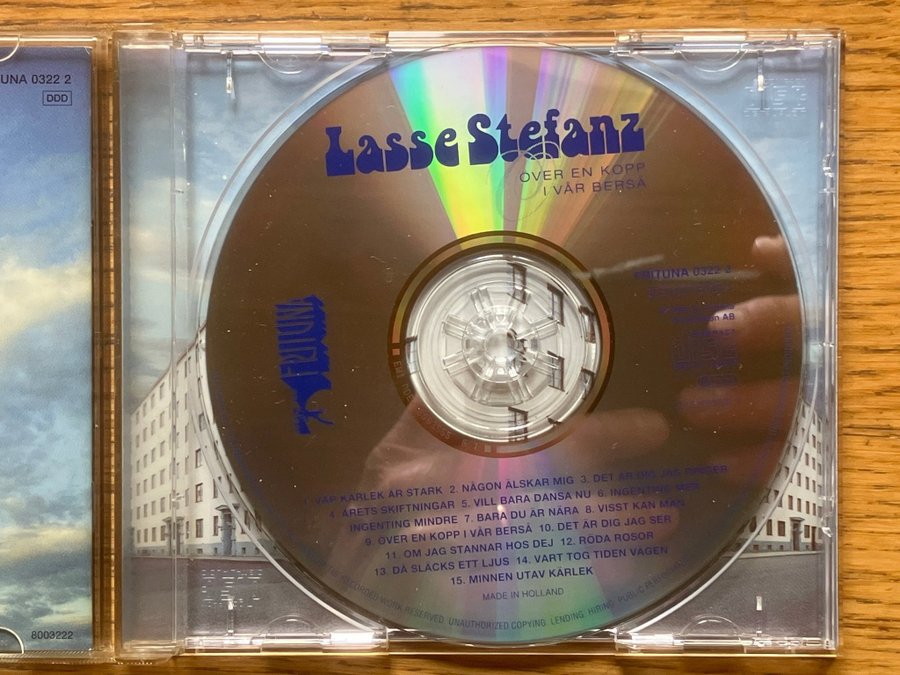 UNA 0322 2
DDD
8003222
Lasse Stefanz
ÖVER EN KOPP
I VÅR BERSÅ
FRITUNA 0322 2
AB
FRITUNA
1. VÅR KÄRLEK ÄR STARK 2. NÅGON ÄLSKAR MIG 3. DET ÄR DIG JAG RINGER
4. ÅRETS SKIFTNINGAR 5. VILL BARA DANSA NU 6. INGENTING MER
INGENTING MINDRE 7. BARA DU ÄR NÄRA 8. VISST KAN MAN
9. ÖVER EN KOPP I VÅR BERSÅ 10. DET ÄR DIG JAG SER
11. OM JAG STANNAR HOS DEJ 12. RÖDA ROSOR
13. DÅ SLÄCKS ETT LJUS 14. VART TOG TIDEN VÄGEN
15. MINNEN UTAV KÄRLEK
MADE IN HOLLAND
RECORDED WORK RESERVED. UNAUTHORIZED COPYING. LENDING. HIRING. PUBLIC PERFORMANCE